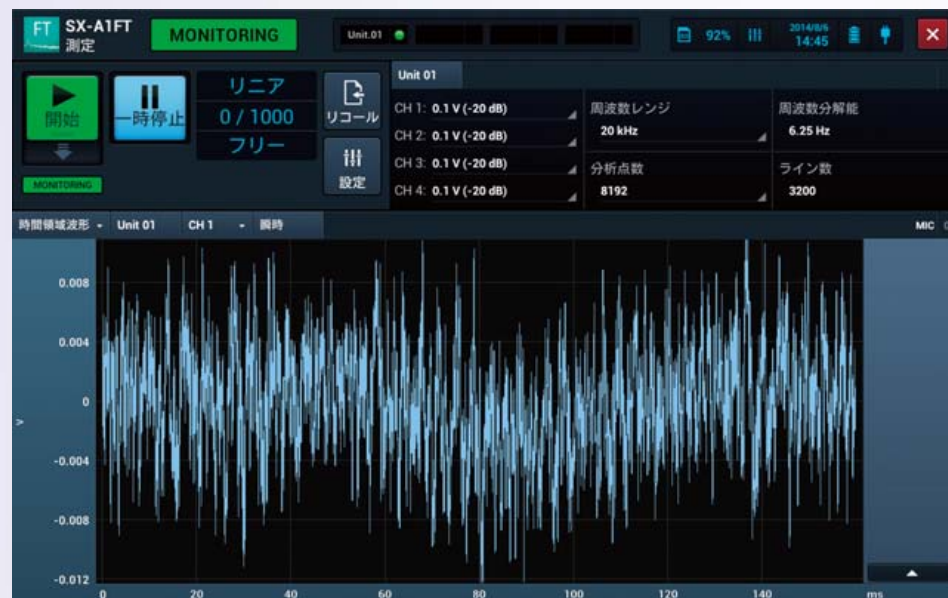 FT SX-A1FT
測定
MONITORING
Unit.01
92%
2014/8/6
14:45
開始
一時停止
リニア
0 / 1000
フリー
リコール
設定
MONITORING
Unit 01
CH 1: 0.1 V (-20 dB)
CH 2: 0.1 V (-20 dB)
CH 3: 0.1 V (-20 dB)
CH 4: 0.1 V (-20 dB)
周波数レンジ
20 kHz
周波数分解能
6.25 Hz
分析点数
8192
ライン数
3200
時間領域波形 Unit 01 CH 1 瞬時 MIC
0.008
0.004
0
-0.004
-0.008
-0.012
V
0 20 40 60 80 100 120 140 ms